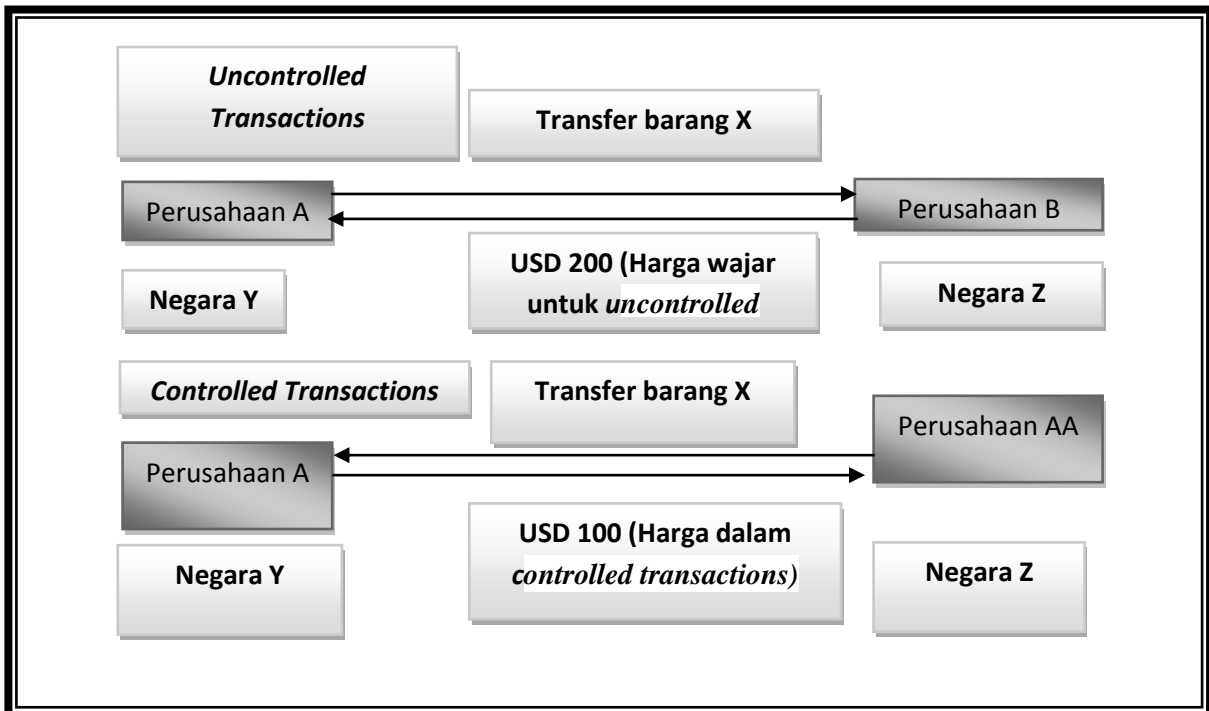 Uncontrolled
Transactions
Transfer barang X
Perusahaan A
Perusahaan B
USD 200 (Harga wajar
untuk uncontrolled
Negara Y
Negara Z
Controlled Transactions
Transfer barang X
Perusahaan A
Perusahaan AA
USD 100 (Harga dalam
controlled transactions)
Negara Y
Negara Z